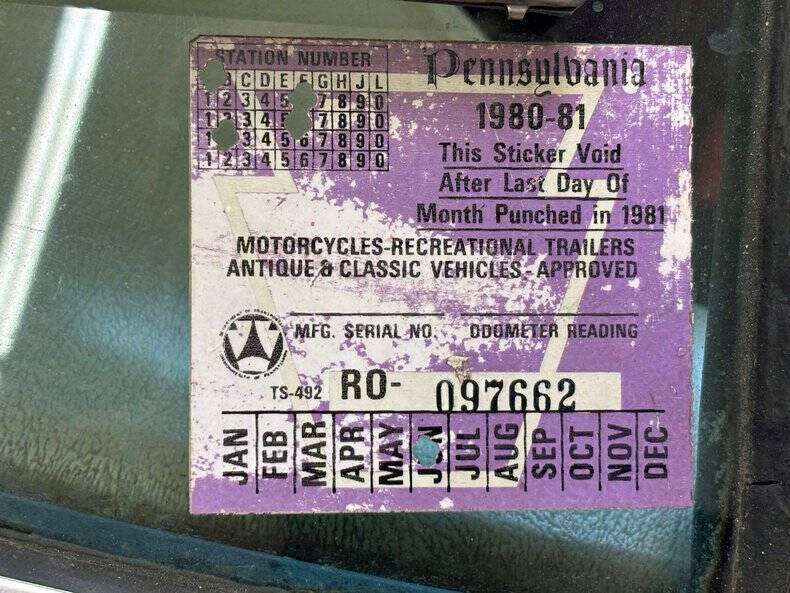 STATION NUMBER
C D E F G H J L
1 2 3 4 5 7 8 9 0
1 2 3 4 5 7 8 9 0
1 3 4 5 6 7 8 9 0
1 2 3 4 5 6 7 8 9 0
Pennsylvania
1980-81
This Sticker Void
After Last Day Of
Month Punched in 1981
MOTORCYCLES-RECREATIONAL TRAILERS
ANTIQUE & CLASSIC VEHICLES-APPROVED
MFG. SERIAL NO. ODOMETER READING
TS-492 RO- 097662
JAN FEB MAR APR MAY JUN JUL AUG SEP OCT NOV DEC